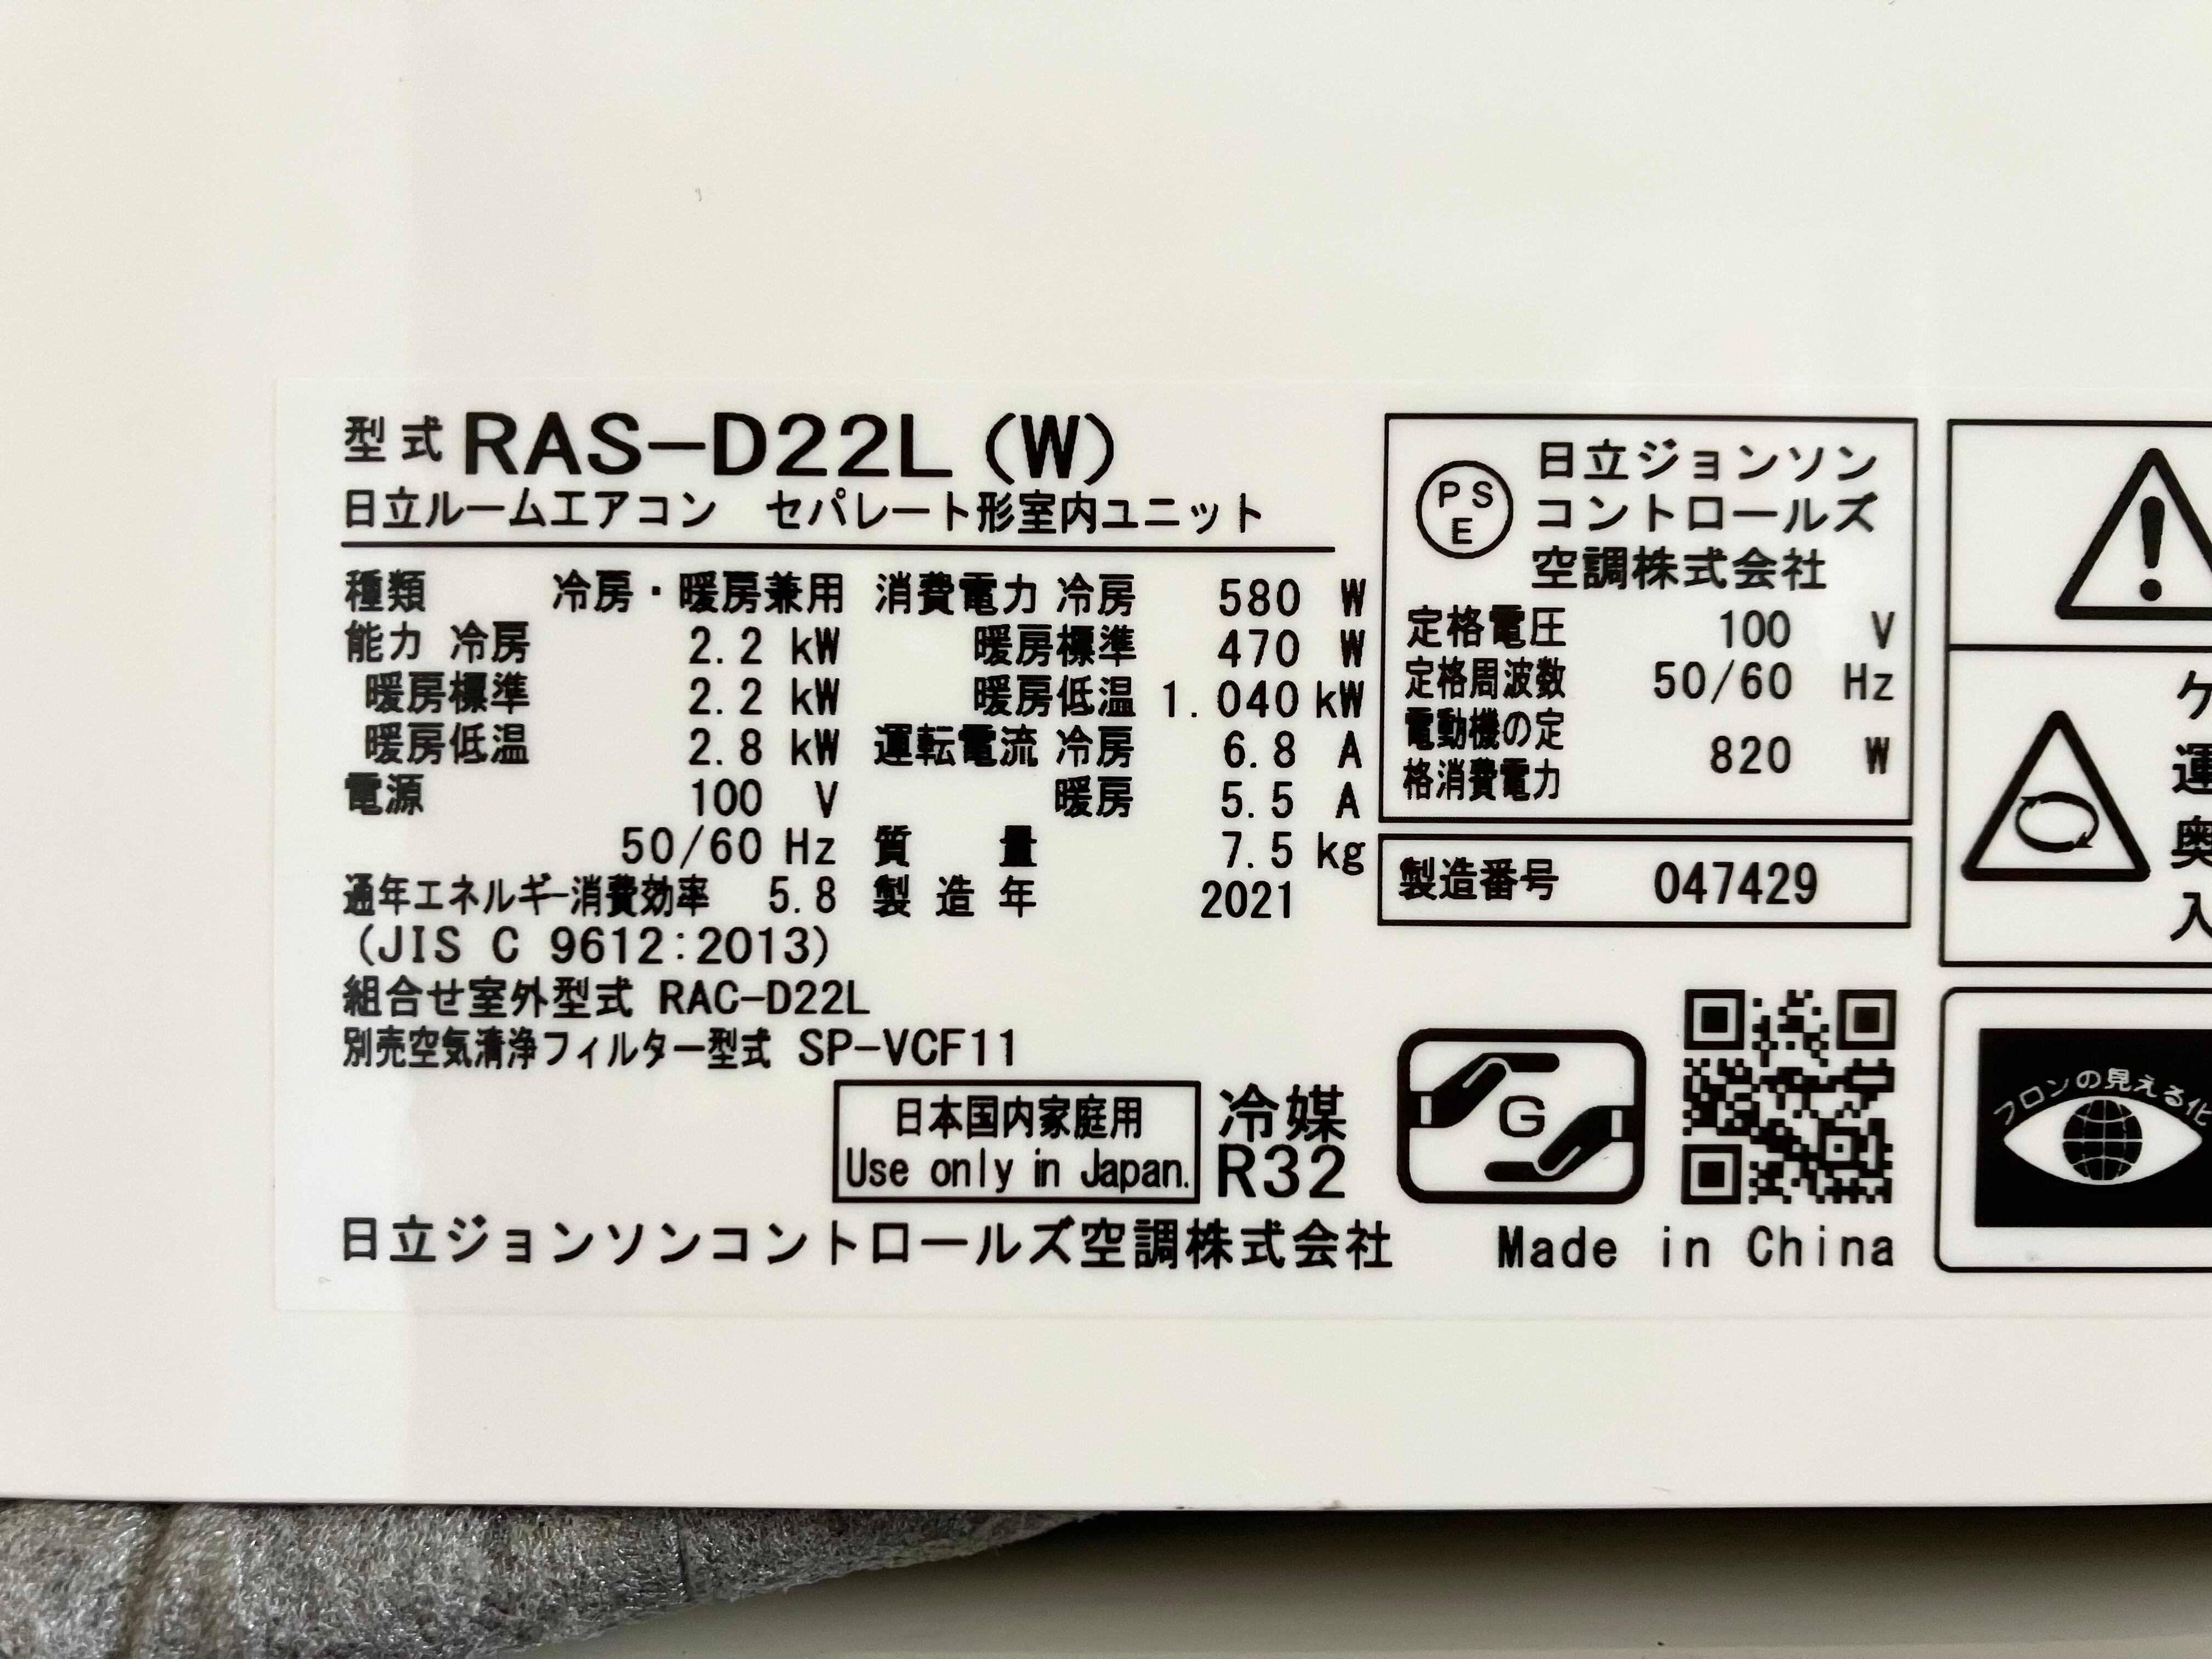 型式 RAS-D22L (W)
日立ルームエアコン セパレート形室内ユニット
種類 冷房・暖房兼用
能力 冷房 2.2 kW
暖房標準 2.2 kW
暖房低温 2.8 kW
電源 100 V
50/60 Hz
通年エネルギー消費効率 5.8
(JIS C 9612:2013)
組合せ室外型式 RAC-D22L
別売空気清浄フィルター型式 SP-VCF11
消費電力 冷房 580 W
暖房標準 470 W
暖房低温 1.040 kW
運転電流 冷房 6.8 A
暖房 5.5 A
質量 7.5 kg
製造年 2021
日本国内家庭用
Use only in Japan.
冷媒
R32
日立ジョンソンコントロールズ空調株式会社
PS
E
日立ジョンソン
コントロールズ
空調株式会社
定格電圧 100 V
定格周波数 50/60 Hz
電動機の定
格消費電力 820 W
製造番号 047429
G
Made in China
ケ
運
奥
入
フロンの見える化